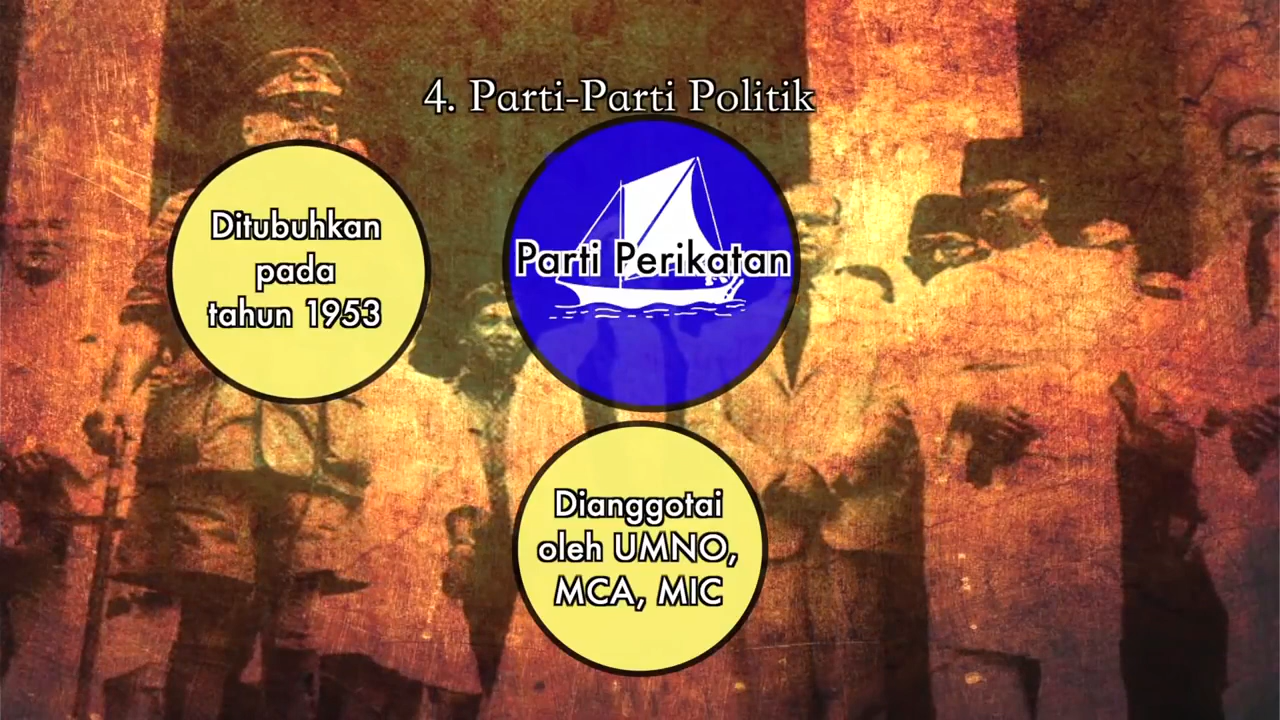 4. Parti-Parti Politik
Ditubuhkan
pada
tahun 1953
Parti Perikatan
Dianggotai
oleh UMNO,
MCA, MIC